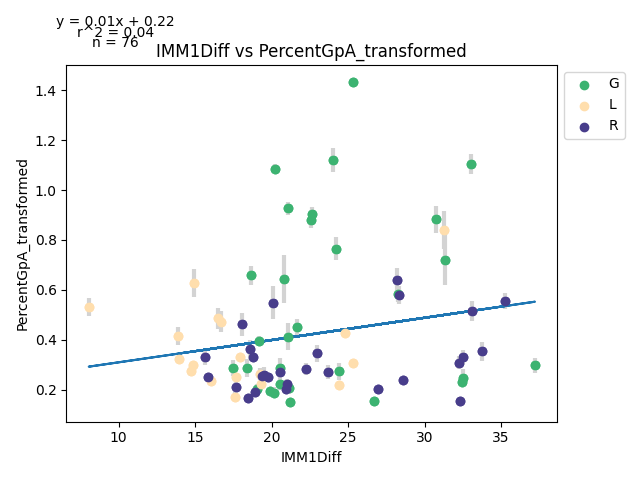 y = 0.01x + 0.22
r^2 = 0.04
n = 76
IMM1Diff vs PercentGpA_transformed
G
L
R
PercentGpA_transformed
1.4
1.2
1.0
0.8
0.6
0.4
0.2
10 15 20 25 30 35
IMM1Diff